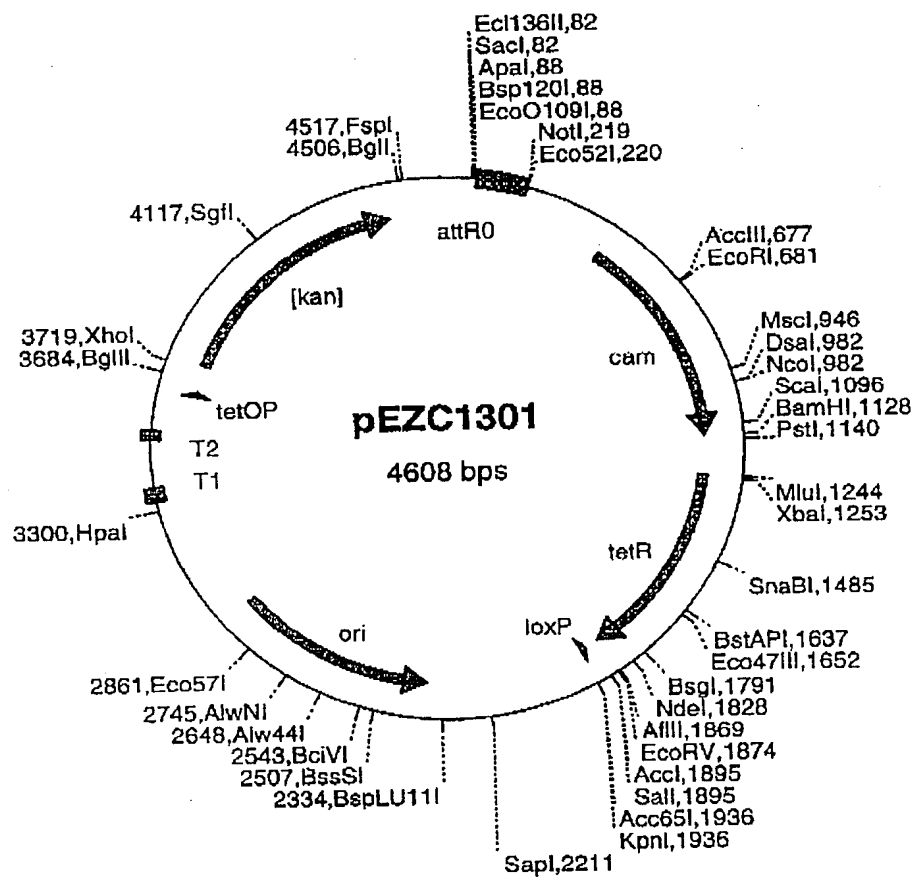 Ecl136II,82
SacI,82
ApaI,88
Bsp120I,88
EcoO109I,88
NotI,219
Eco52I,220
4517,FspI
4506,BglI
4117,SgfI
attR0
AccIII,677
EcoRI,681
[kan]
MscI,946
DsaI,982
NcoI,982
ScaI,1096
BamHI,1128
PstI,1140
cam
3719,XhoI
3684,BglII
tetOP
pEZC1301
4608 bps
T2
T1
MluI,1244
XbaI,1253
3300,HpaI
tetR
SnaBI,1485
loxP
ori
BstAPI,1637
Eco47III,1652
BsgI,1791
NdeI,1828
AflII,1869
EcoRV,1874
AccI,1895
SalI,1895
Acc65I,1936
KpnI,1936
2861,Eco57I
2745,AlwNI
2648,Alw44I
2543,BciVI
2507,BssSI
2334,BspLU11I
SapI,2211